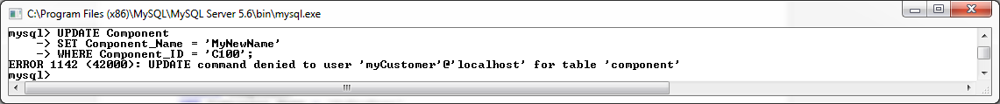 C:\Program Files (x86)\MySQL\MySQL Server 5.6\bin\mysql.exe
mysql> UPDATE Component
    -> SET Component_Name = 'MyNewName'
    -> WHERE Component_ID = 'C100';
ERROR 1142 (42000): UPDATE command denied to user 'myCustomer'@'localhost' for table 'component'
mysql>